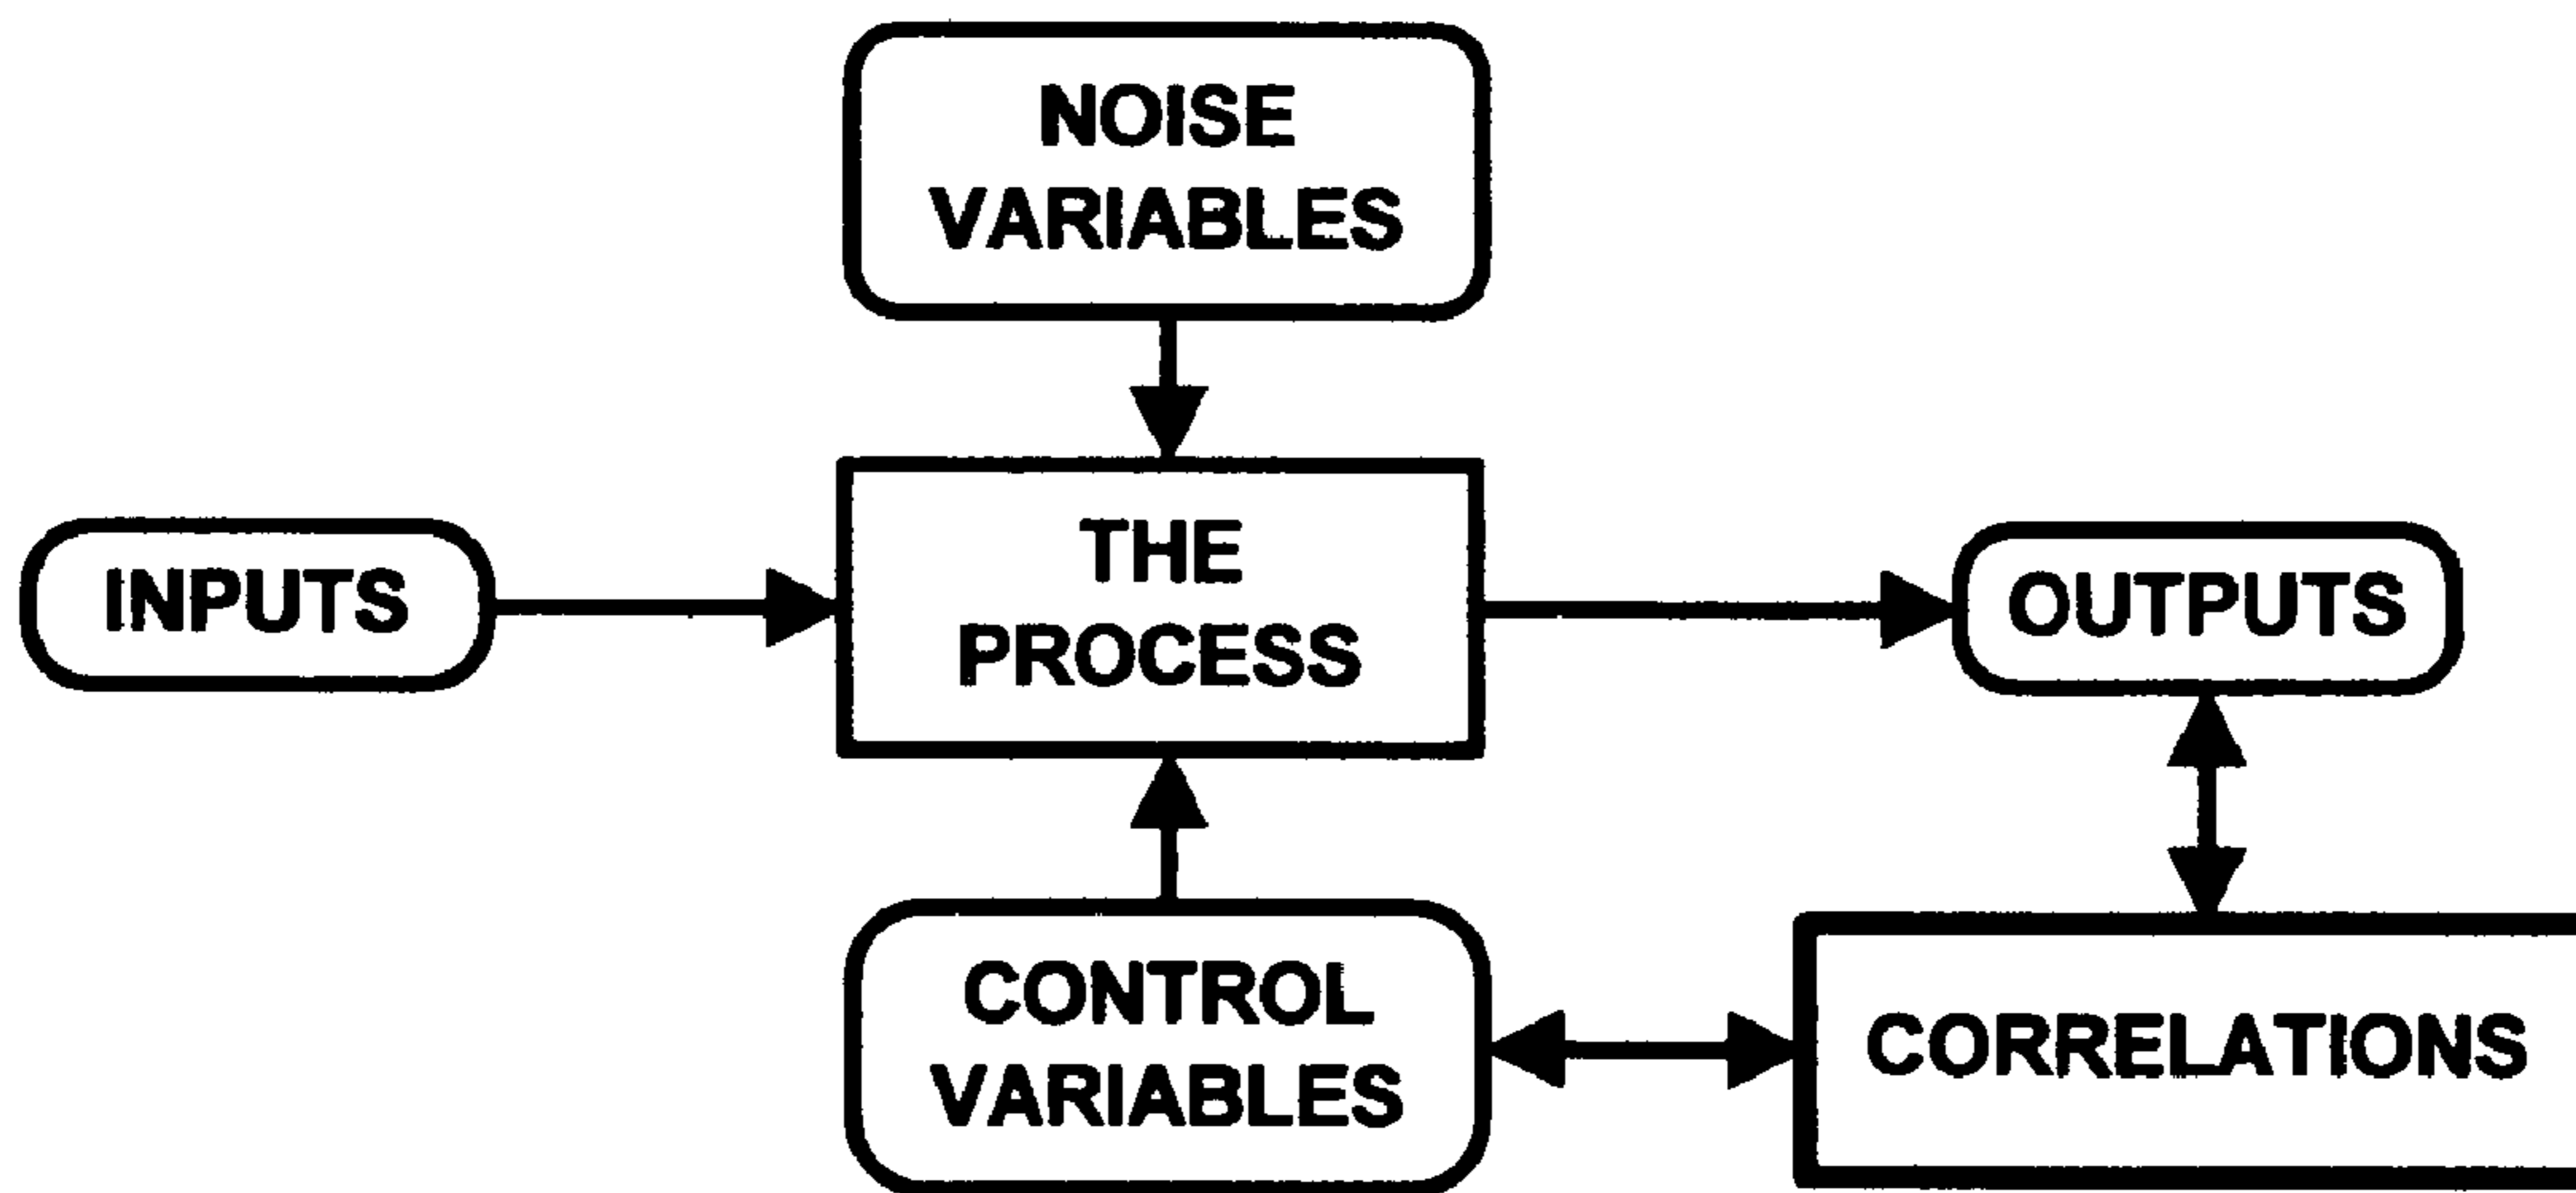 NOISE
VARIABLES
INPUTS
THE
PROCESS
OUTPUTS
CONTROL
VARIABLES
CORRELATIONS